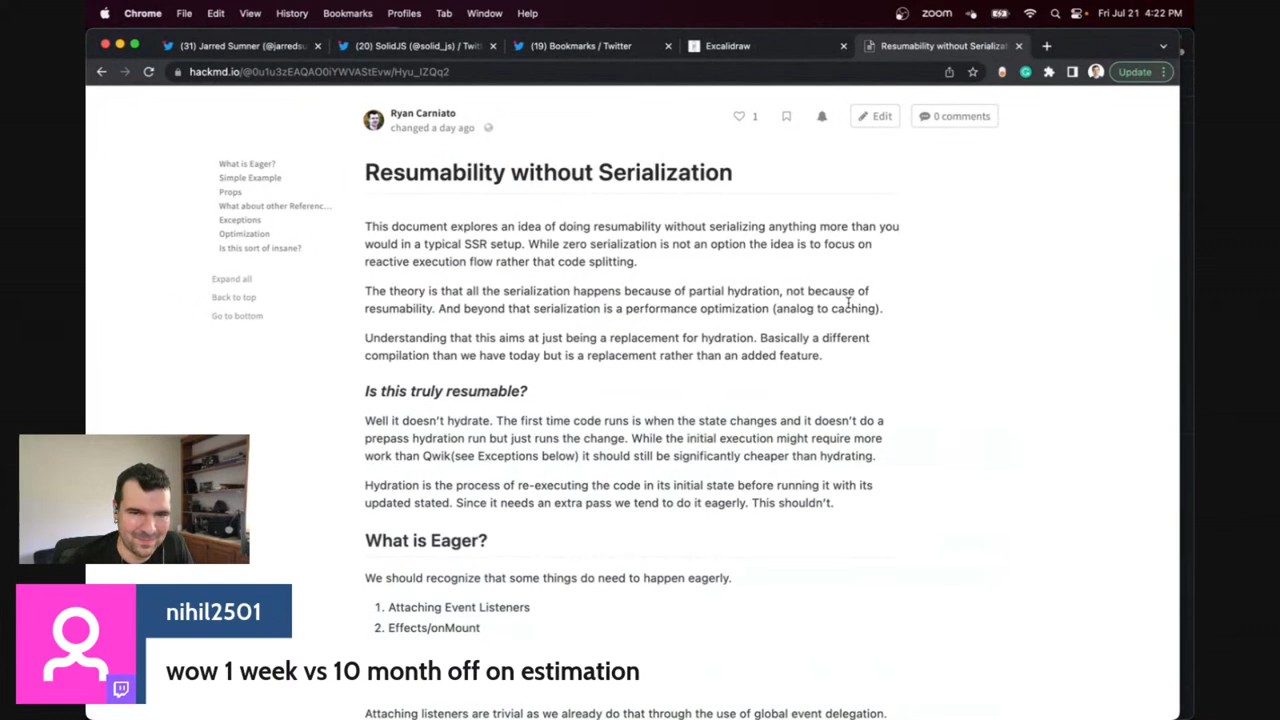 Chrome File Edit View History Bookmarks Profiles Tab Window Help zoom Fri Jul 21 4:22 PM
(31) Jarred Sumner (@jarredsu (20) SolidJS (@solid_js) / Twitt (19) Bookmarks / Twitter Excalidraw Resumability without Serializa
hackmd.io/@0u1u3zEAQAO0iYWVAStEvw/Hyu_IZQq2 Update
Ryan Carniato
changed a day ago
1
Edit
0 comments
What is Eager?
Simple Example
Props
What about other Referenc...
Exceptions
Optimization
Is this sort of insane?
Expand all
Back to top
Go to bottom
Resumability without Serialization
This document explores an idea of doing resumability without serializing anything more than you
would in a typical SSR setup. While zero serialization is not an option the idea is to focus on
reactive execution flow rather that code splitting.
The theory is that all the serialization happens because of partial hydration, not because of
resumability. And beyond that serialization is a performance optimization (analog to caching).
Understanding that this aims at just being a replacement for hydration. Basically a different
compilation than we have today but is a replacement rather than an added feature.
Is this truly resumable?
Well it doesn't hydrate. The first time code runs is when the state changes and it doesn't do a
prepass hydration run but just runs the change. While the initial execution might require more
work than Qwik(see Exceptions below) it should still be significantly cheaper than hydrating.
Hydration is the process of re-executing the code in its initial state before running it with its
updated stated. Since it needs an extra pass we tend to do it eagerly. This shouldn't.
What is Eager?
We should recognize that some things do need to happen eagerly.
1. Attaching Event Listeners
2. Effects/onMount
Attaching listeners are trivial as we already do that through the use of global event delegation.
nihil2501
wow 1 week vs 10 month off on estimation